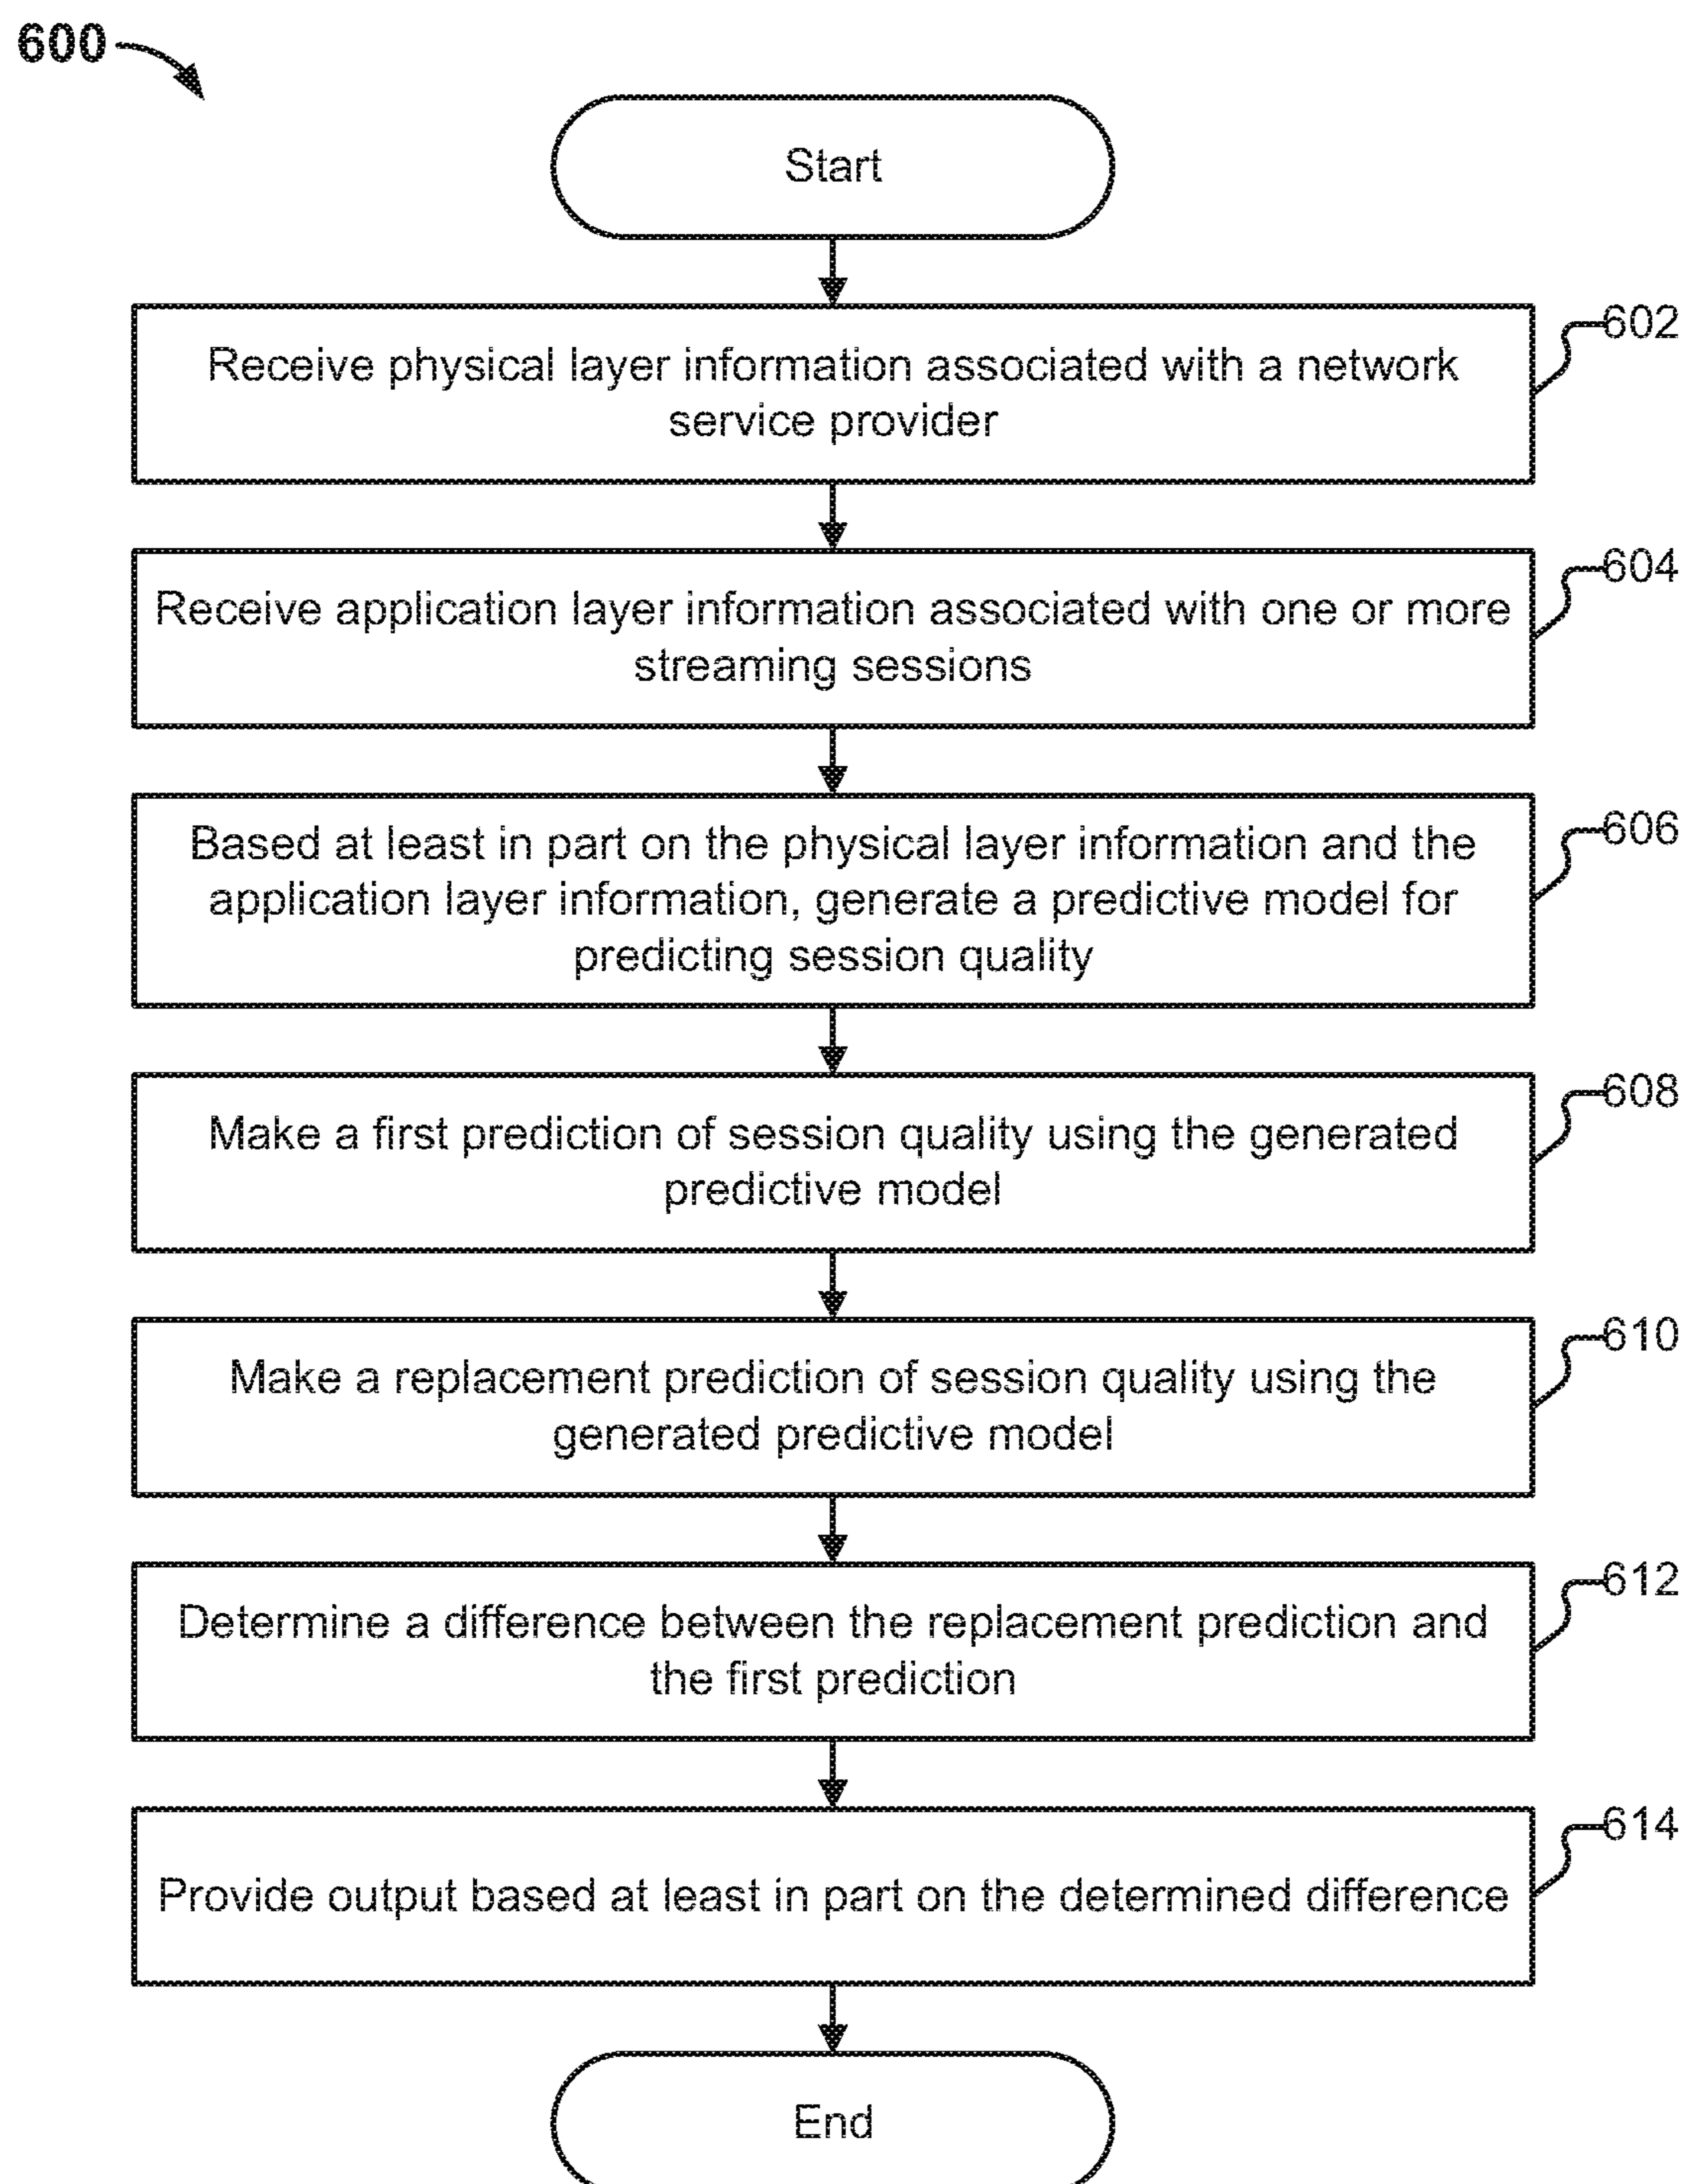 600
Start
Receive physical layer information associated with a network
service provider
602
Receive application layer information associated with one or more
streaming sessions
604
Based at least in part on the physical layer information and the
application layer information, generate a predictive model for
predicting session quality
606
Make a first prediction of session quality using the generated
predictive model
608
Make a replacement prediction of session quality using the
generated predictive model
610
Determine a difference between the replacement prediction and
the first prediction
612
Provide output based at least in part on the determined difference
614
End